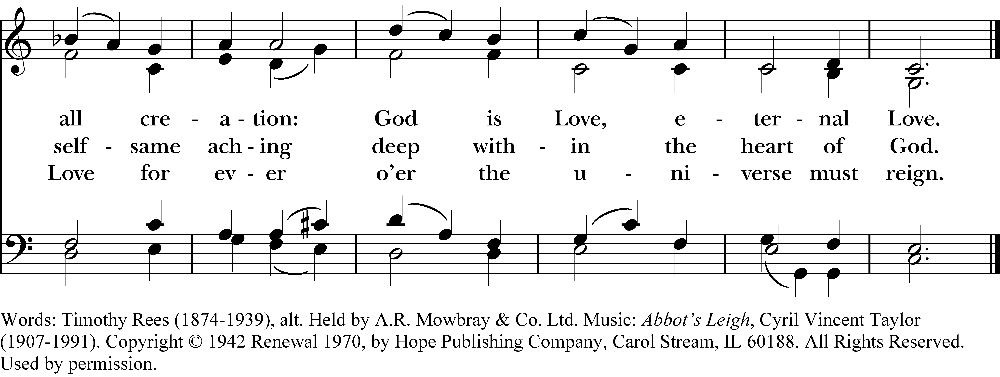 all cre - a - tion: God is Love, e - ter - nal Love.
self - same ach - ing deep with - in the heart of God.
Love for ev - er o’er the u - ni - verse must reign.
Words: Timothy Rees (1874-1939), alt. Held by A.R. Mowbray & Co. Ltd. Music: Abbot’s Leigh, Cyril Vincent Taylor
(1907-1991). Copyright © 1942 Renewal 1970, by Hope Publishing Company, Carol Stream, IL 60188. All Rights Reserved.
Used by permission.